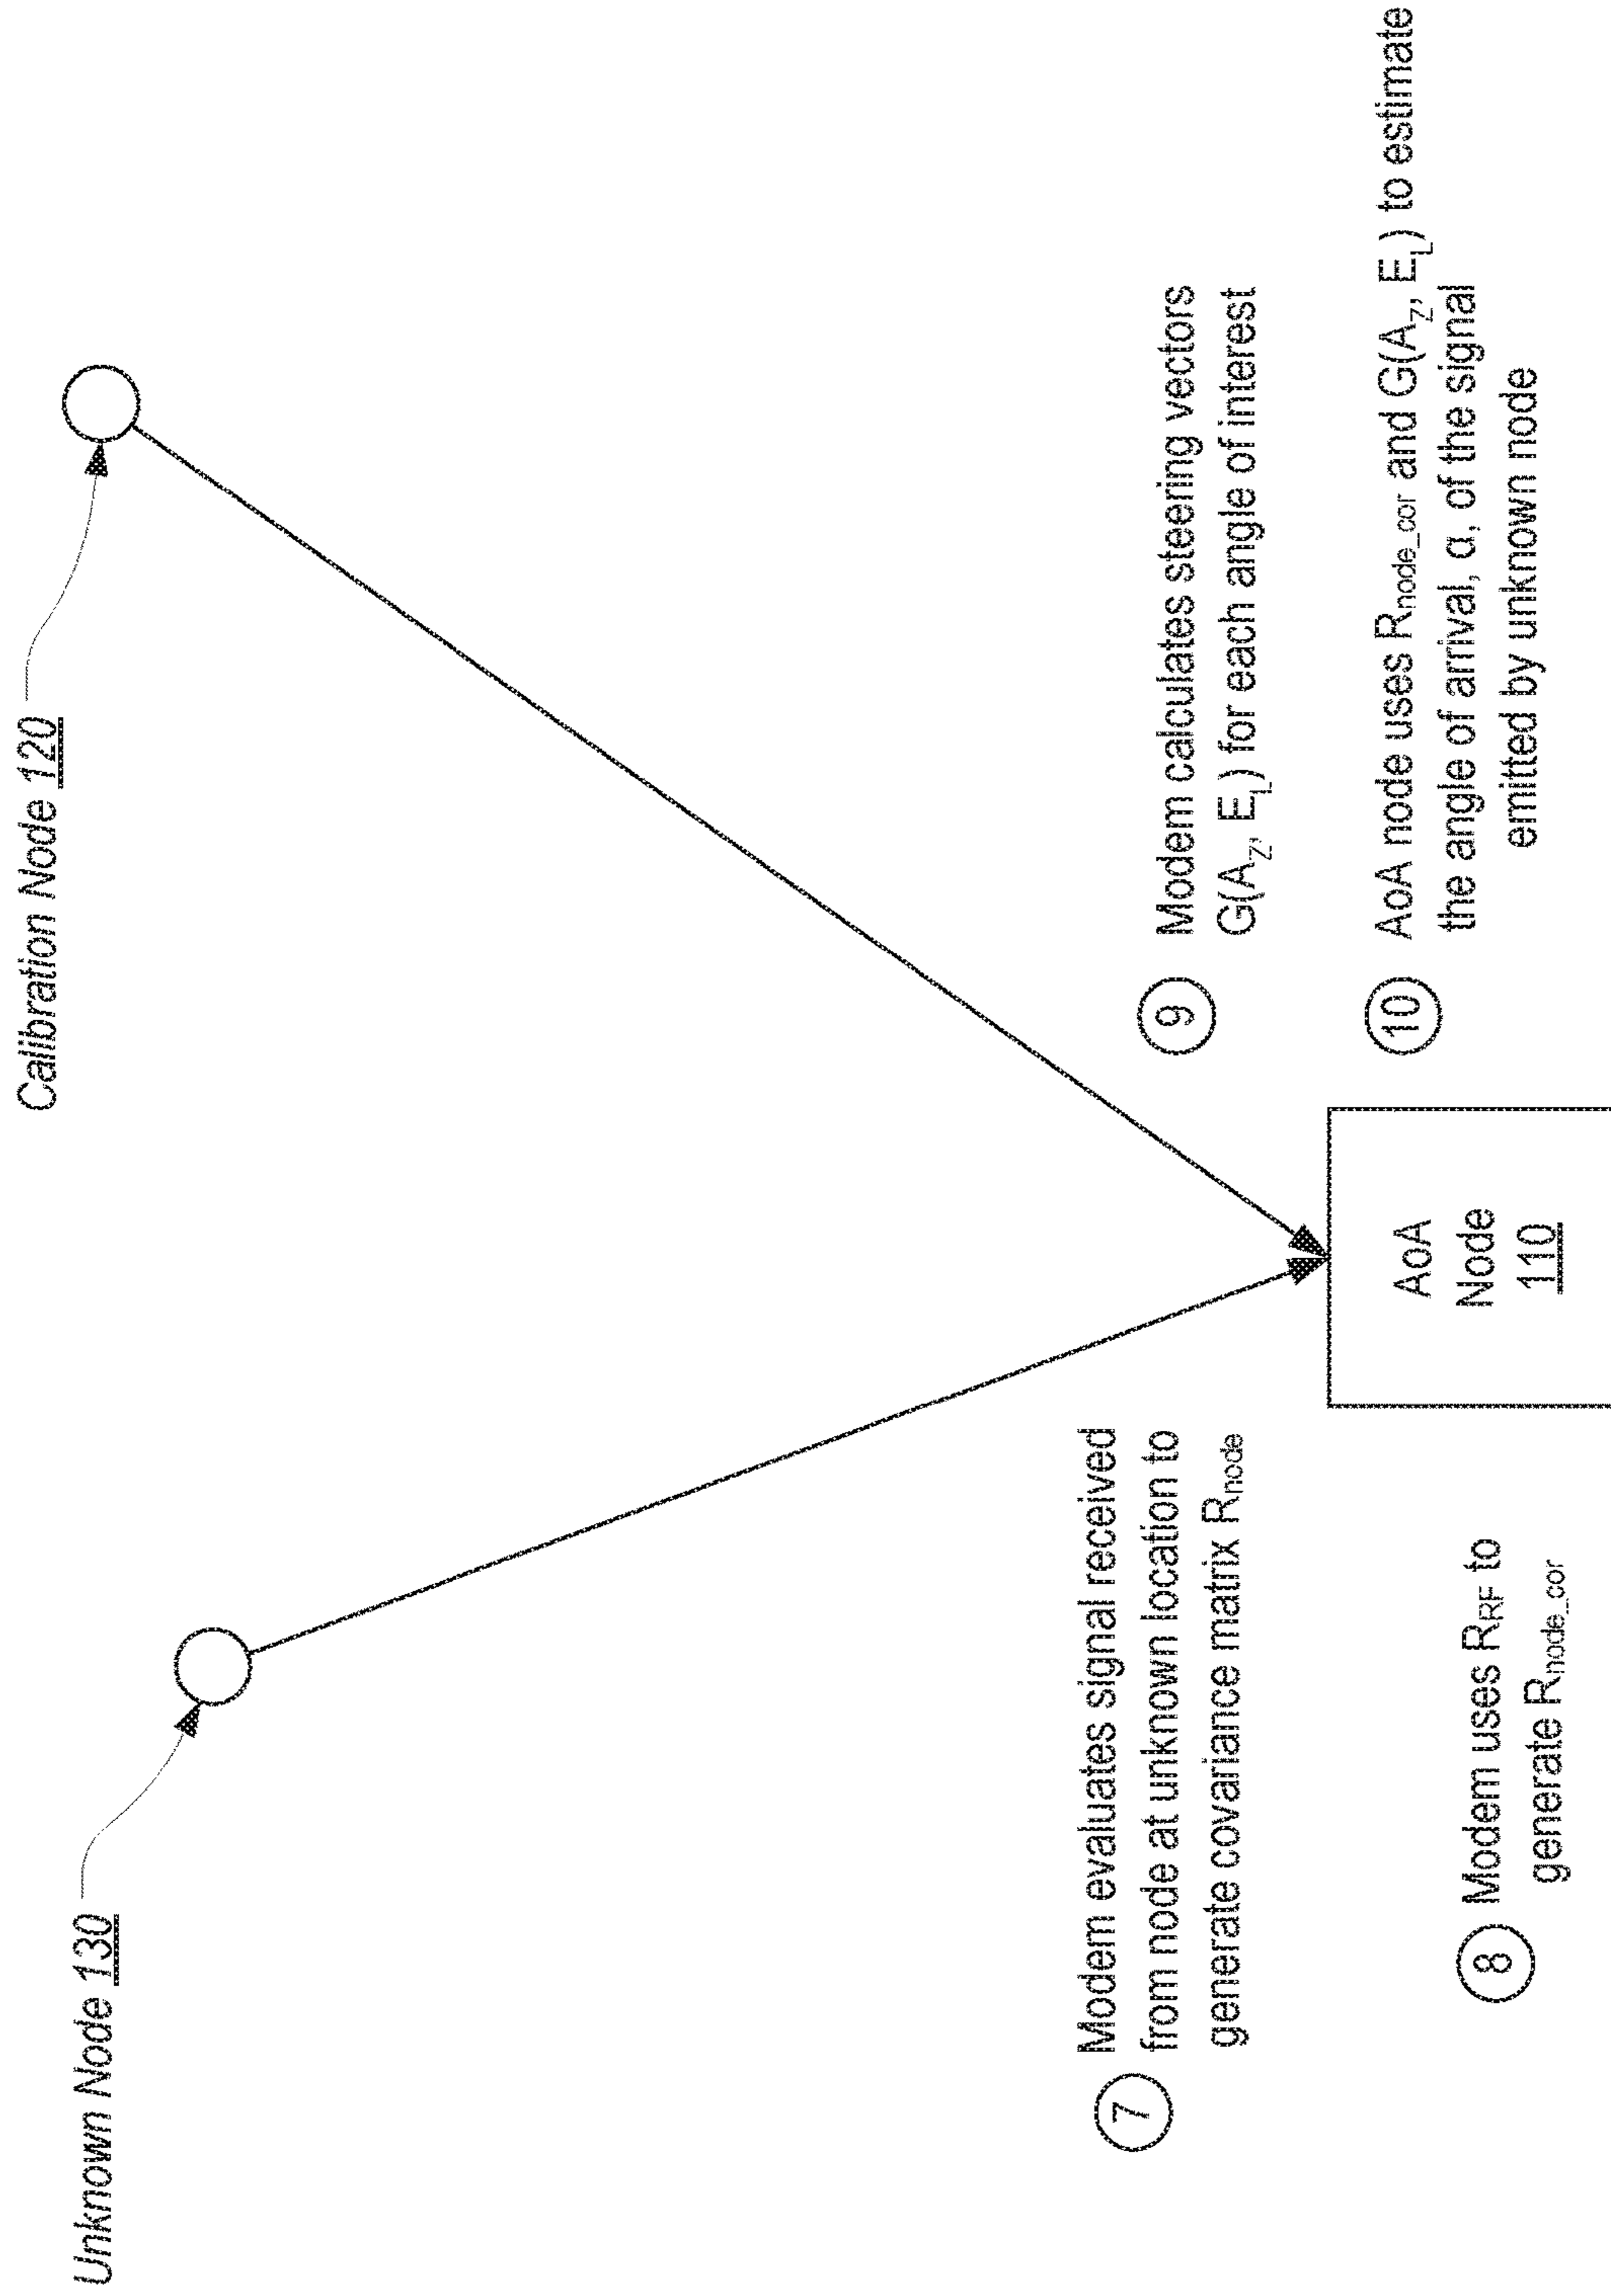 Unknown Node 130
Calibration Node 120
7
Modem evaluates signal received
from node at unknown location to
generate covariance matrix Rnode
8
Modem uses RRF to
generate Rnode_cor
AoA
Node
110
9
Modem calculates steering vectors
G(AZ, EL) for each angle of interest
10
AoA node uses Rnode_cor and G(AZ, EL) to estimate
the angle of arrival, α, of the signal
emitted by unknown node